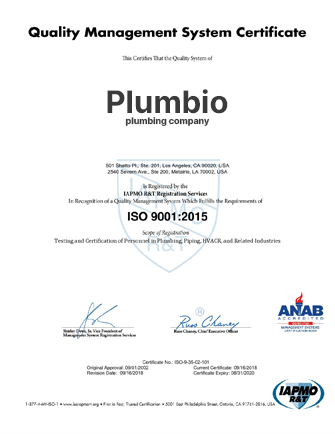 Quality Management System Certificate
This Certifies That the Quality System of
Plumbio
plumbing company
501 Shatto Pl., Ste. 201, Los Angeles, CA 90020, USA
2540 Severn Ave., Ste 200, Metairie, LA 70002, USA
is Registered by the
IAPMO R&T Registration Services
In Recognition of a Quality Management System Which Fulfills the Requirements of
ISO 9001:2015
Scope of Registration
Testing and Certification of Personnel in Plumbing, Piping, HVACR, and Related Industries
R&T
®
ANAB
ACCREDITED
MANAGEMENT SYSTEMS
CERTIFICATION BODY
Russ Chaney
Sr. Vice President of
Management System Registration Services
Russ Chaney, Chief Executive Officer
Certificate No.: ISO-9-35-02-101
Original Approval: 09/01/2002
Current Certificate: 09/16/2018
Revision Date: 09/16/2018
Certificate Expiry: 08/31/2020
IAPMO
R&T
1-877-4-MY-ISO-1 • www.iapmort.org • First in Fast, Trusted Certification • 5001 East Philadelphia Street, Ontario, CA 91761-2816, USA